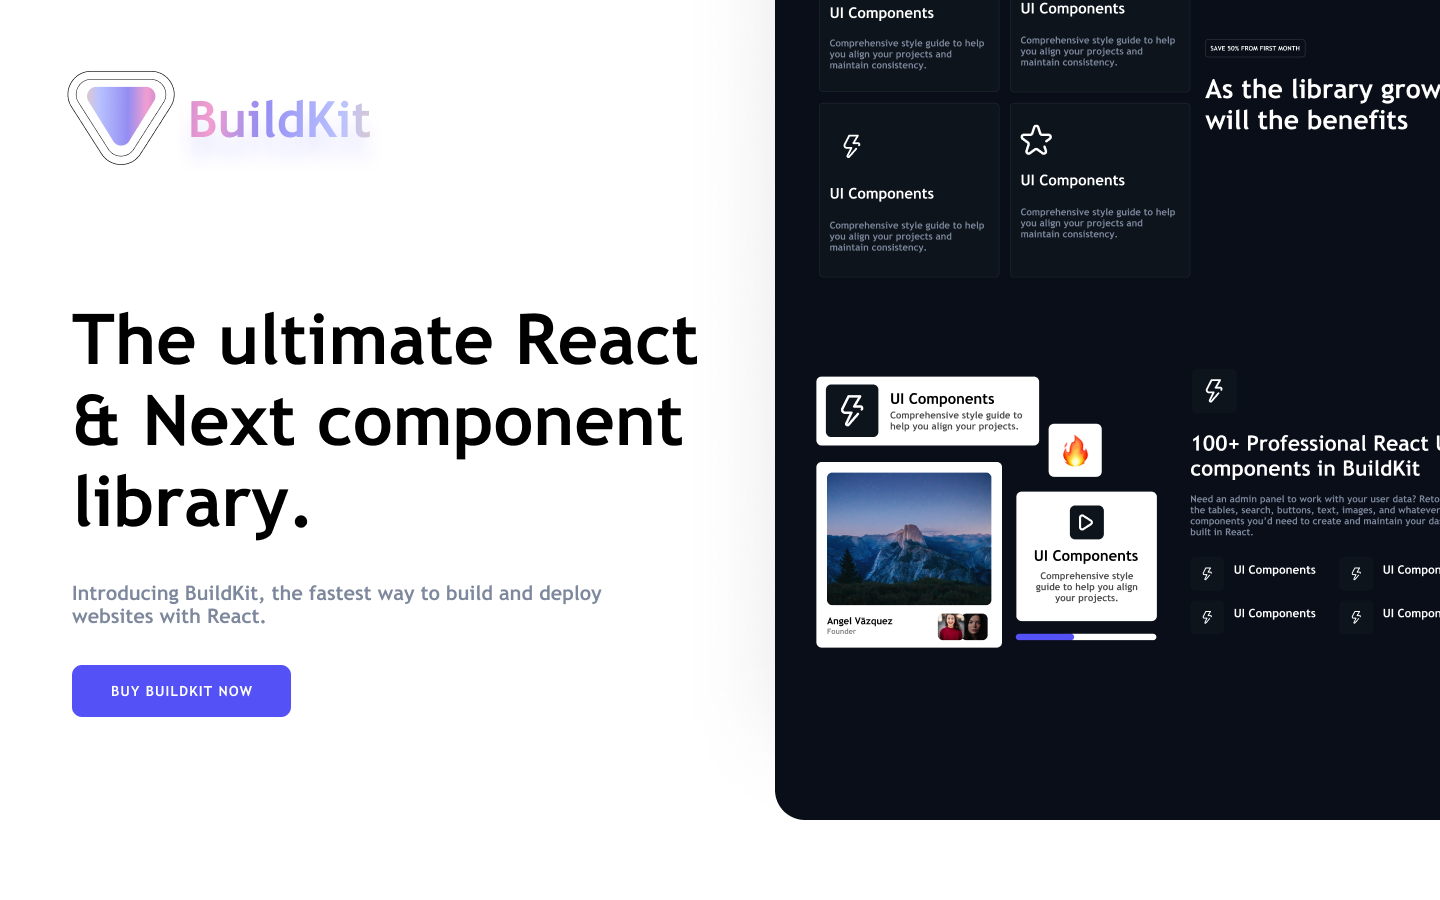 BuildKit
The ultimate React
& Next component
library.
Introducing BuildKit, the fastest way to build and deploy
websites with React.
BUY BUILDKIT NOW
UI Components
Comprehensive style guide to help
you align your projects and
maintain consistency.
UI Components
Comprehensive style guide to help
you align your projects and
maintain consistency.
UI Components
Comprehensive style guide to help
you align your projects and
maintain consistency.
UI Components
Comprehensive style guide to help
you align your projects and
maintain consistency.
SAVE 50% FROM FIRST MONTH
As the library grow
will the benefits
UI Components
Comprehensive style guide to
help you align your projects.
Angel Väzquez
Founder
UI Components
Comprehensive style
guide to help you align
your projects.
100+ Professional React U
components in BuildKit
Need an admin panel to work with your user data? Reto
the tables, search, buttons, text, images, and whatever
components you'd need to create and maintain your da
built in React.
UI Components
UI Compon
UI Components
UI Compon